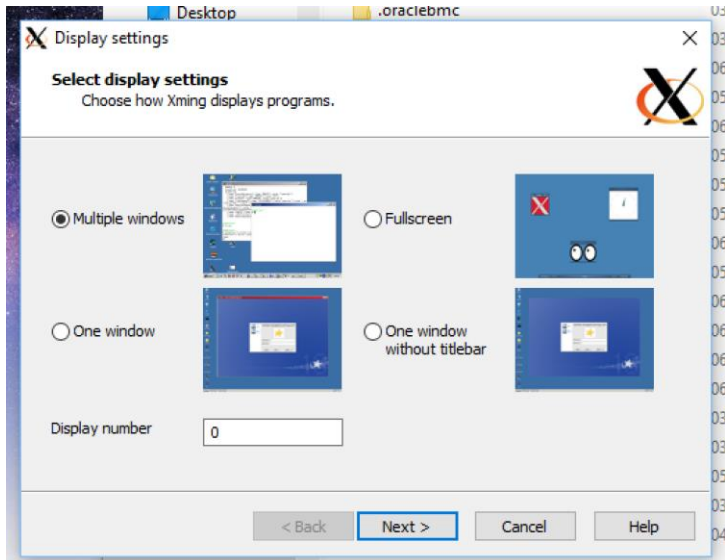 Desktop
.oraclebmc
Display settings
Select display settings
Choose how Xming displays programs.
Multiple windows
Fullscreen
One window
One window
without titlebar
Display number
0
< Back
Next >
Cancel
Help